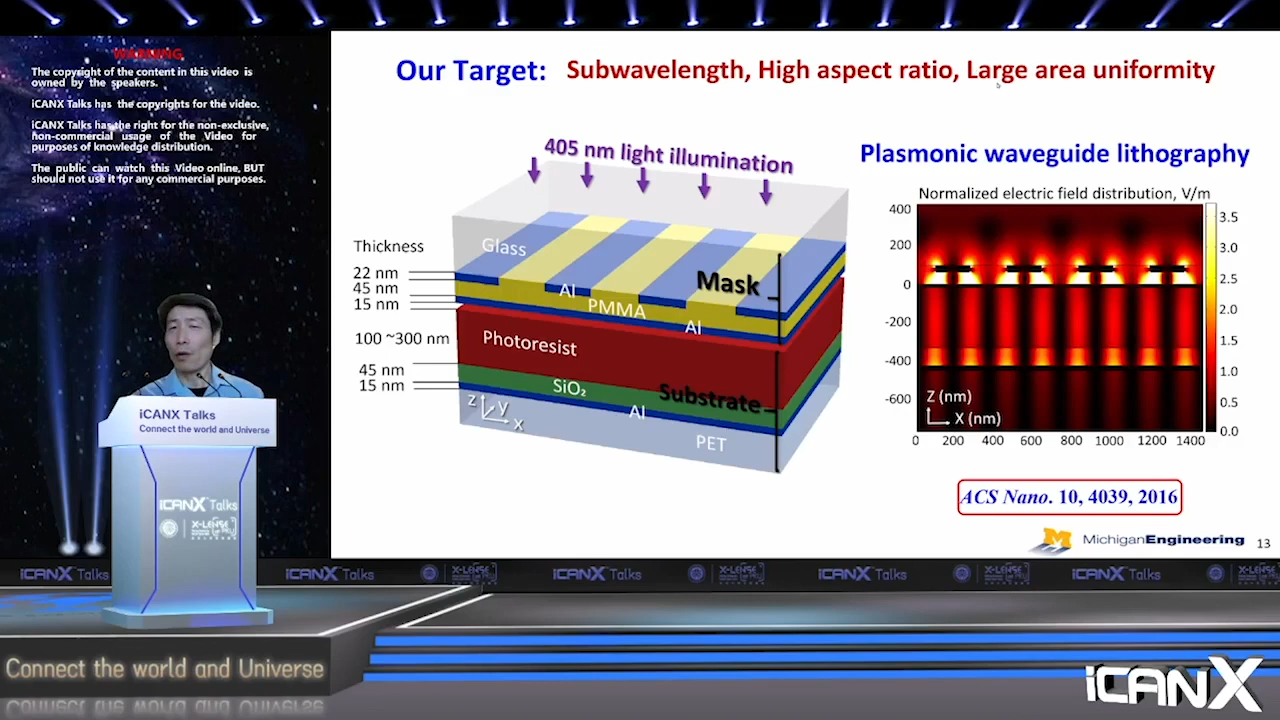 WARNING
The copyright of the content in this video is
owned by the speakers.
iCANX Talks has the copyrights for the video.
iCANX Talks has the right for the non-exclusive,
non-commercial usage of the Video for
purposes of knowledge distribution.
The public can watch this Video online, BUT
should not use it for any commercial purposes.
Our Target: Subwavelength, High aspect ratio, Large area uniformity
405 nm light illumination
Thickness
22 nm
45 nm
15 nm
100 ~300 nm
45 nm
15 nm
Glass
Al
PMMA
Al
Mask
Photoresist
SiO₂
Substrate
Al
PET
z
y
x
Plasmonic waveguide lithography
Normalized electric field distribution, V/m
400
200
0
-200
-400
-600
Z (nm)
X (nm)
0 200 400 600 800 1000 1200 1400
3.5
3.0
2.5
2.0
1.5
1.0
0.5
0.0
ACS Nano. 10, 4039, 2016
M MichiganEngineering 13
iCANX Talks
Connect the world and Universe
iCANX Talks
X-LENSE
iCANX Talks
iCANX Talks
iCANX Talks
iCANX Talks
iCANX Talks
Connect the world and Universe
iCANX